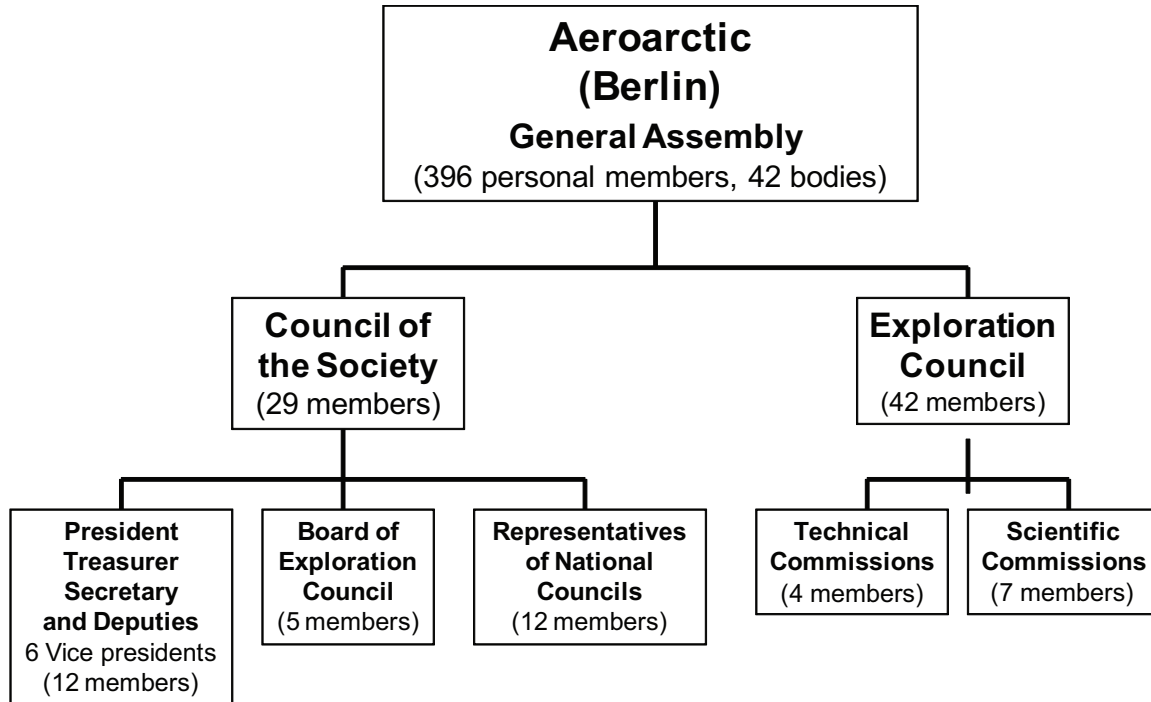 Aeroarctic
(Berlin)
General Assembly
(396 personal members, 42 bodies)
Council of
the Society
(29 members)
Exploration
Council
(42 members)
President
Treasurer
Secretary
and Deputies
6 Vice presidents
(12 members)
Board of
Exploration
Council
(5 members)
Representatives
of National
Councils
(12 members)
Technical
Commissions
(4 members)
Scientific
Commissions
(7 members)